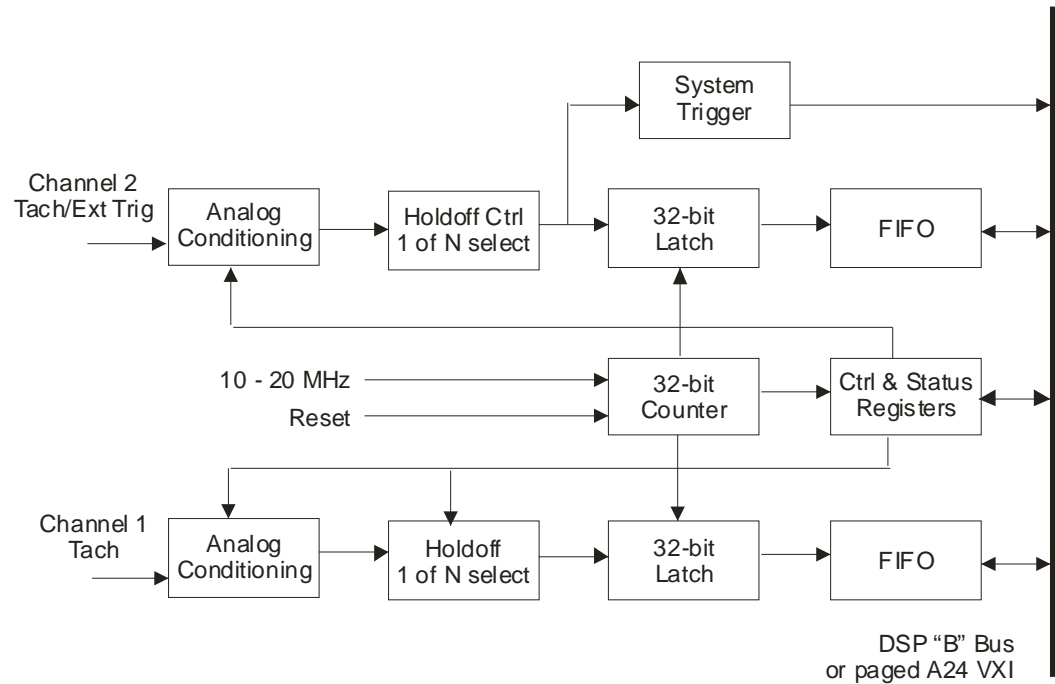 System
Trigger
Channel 2
Tach/Ext Trig
Analog
Conditioning
Holdoff Ctrl
1 of N select
32-bit
Latch
FIFO
10 - 20 MHz
Reset
32-bit
Counter
Ctrl & Status
Registers
Channel 1
Tach
Analog
Conditioning
Holdoff
1 of N select
32-bit
Latch
FIFO
DSP “B” Bus
or paged A24 VXI